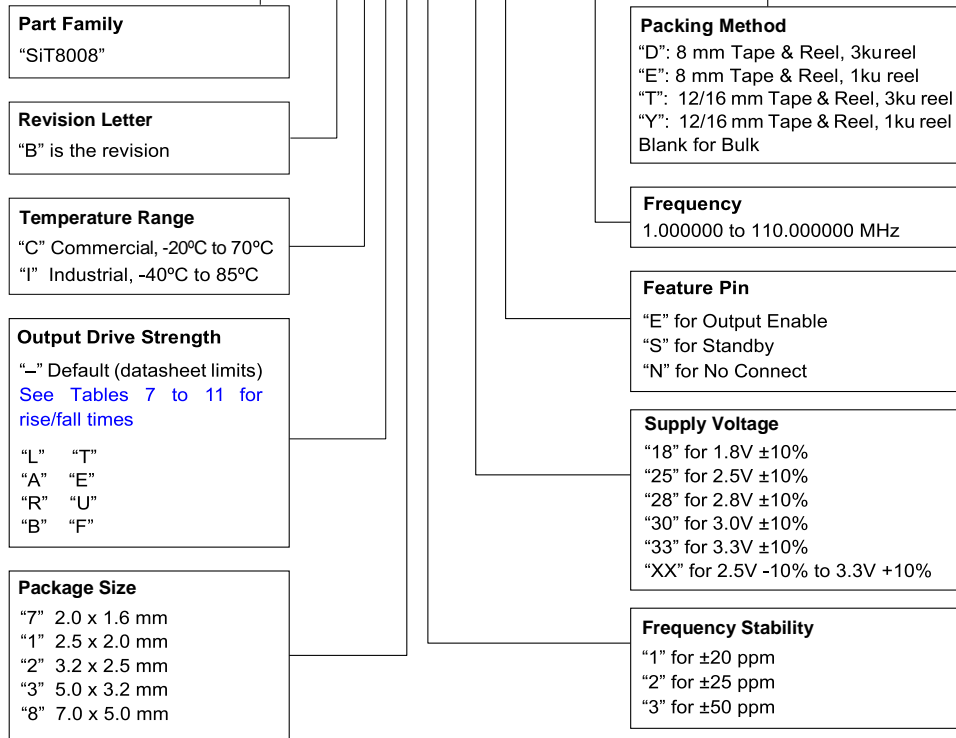 Part Family
“SiT8008”
Revision Letter
“B” is the revision
Temperature Range
“C” Commercial, -20ºC to 70ºC
“I” Industrial, -40ºC to 85ºC
Output Drive Strength
“–” Default (datasheet limits)
See Tables 7 to 11 for
rise/fall times
“L” “T”
“A” “E”
“R” “U”
“B” “F”
Package Size
“7” 2.0 x 1.6 mm
“1” 2.5 x 2.0 mm
“2” 3.2 x 2.5 mm
“3” 5.0 x 3.2 mm
“8” 7.0 x 5.0 mm
Packing Method
“D”: 8 mm Tape & Reel, 3kureel
“E”: 8 mm Tape & Reel, 1ku reel
“T”: 12/16 mm Tape & Reel, 3ku reel
“Y”: 12/16 mm Tape & Reel, 1ku reel
Blank for Bulk
Frequency
1.000000 to 110.000000 MHz
Feature Pin
“E” for Output Enable
“S” for Standby
“N” for No Connect
Supply Voltage
“18” for 1.8V ±10%
“25” for 2.5V ±10%
“28” for 2.8V ±10%
“30” for 3.0V ±10%
“33” for 3.3V ±10%
“XX” for 2.5V -10% to 3.3V +10%
Frequency Stability
“1” for ±20 ppm
“2” for ±25 ppm
“3” for ±50 ppm